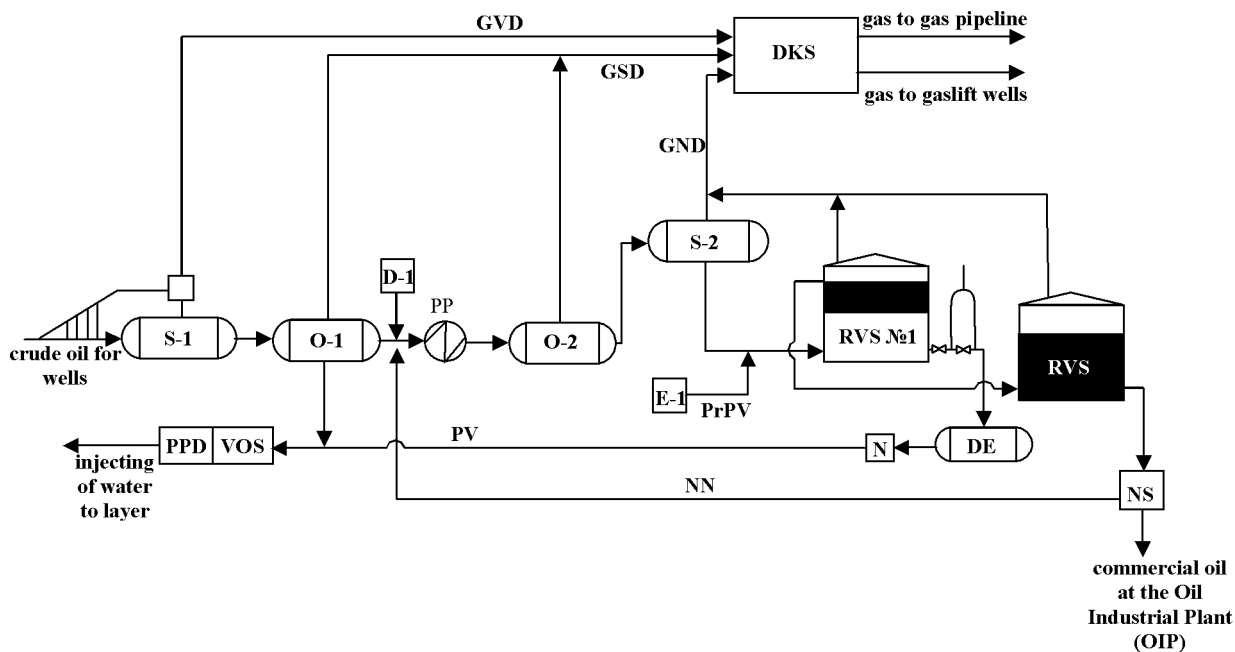 GVD
gas to gas pipeline
DKS
GSD
gas to gaslift wells
GND
S-2
D-1
PP
crude oil for
wells
S-1
O-1
O-2
RVS №1
RVS
E-1
PrPV
PPD
VOS
PV
N
DE
injecting
of water
to layer
NN
NS
commercial oil
at the Oil
Industrial Plant
(OIP)